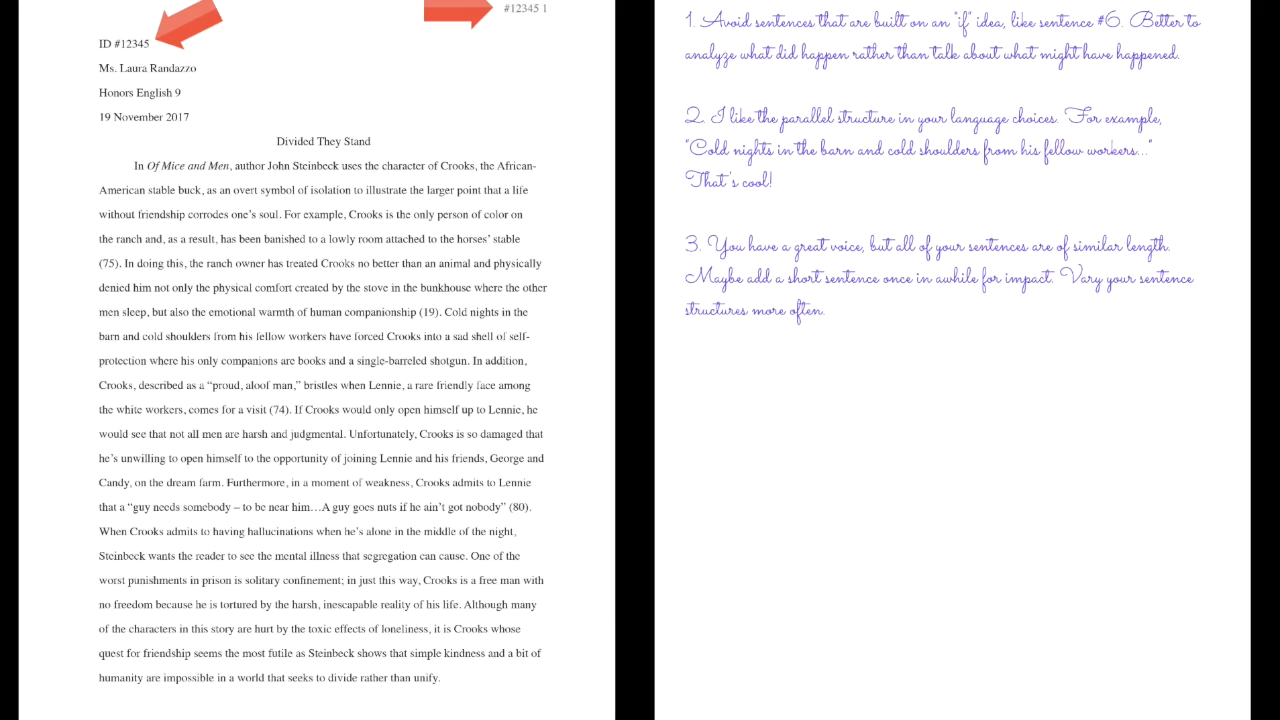 #12345 1
ID #12345
Ms. Laura Randazzo
Honors English 9
19 November 2017
Divided They Stand
In Of Mice and Men, author John Steinbeck uses the character of Crooks, the African-
American stable buck, as an overt symbol of isolation to illustrate the larger point that a life
without friendship corrodes one's soul. For example, Crooks is the only person of color on
the ranch and, as a result, has been banished to a lowly room attached to the horses' stable
(75). In doing this, the ranch owner has treated Crooks no better than an animal and physically
denied him not only the physical comfort created by the stove in the bunkhouse where the other
men sleep, but also the emotional warmth of human companionship (19). Cold nights in the
barn and cold shoulders from his fellow workers have forced Crooks into a sad shell of self-
protection where his only companions are books and a single-barreled shotgun. In addition,
Crooks, described as a “proud, aloof man,” bristles when Lennie, a rare friendly face among
the white workers, comes for a visit (74). If Crooks would only open himself up to Lennie, he
would see that not all men are harsh and judgmental. Unfortunately, Crooks is so damaged that
he's unwilling to open himself to the opportunity of joining Lennie and his friends, George and
Candy, on the dream farm. Furthermore, in a moment of weakness, Crooks admits to Lennie
that a “guy needs somebody – to be near him…A guy goes nuts if he ain't got nobody” (80).
When Crooks admits to having hallucinations when he's alone in the middle of the night,
Steinbeck wants the reader to see the mental illness that segregation can cause. One of the
worst punishments in prison is solitary confinement; in just this way, Crooks is a free man with
no freedom because he is tortured by the harsh, inescapable reality of his life. Although many
of the characters in this story are hurt by the toxic effects of loneliness, it is Crooks whose
quest for friendship seems the most futile as Steinbeck shows that simple kindness and a bit of
humanity are impossible in a world that seeks to divide rather than unify.
1. Avoid sentences that are built on an "if" idea, like sentence #6. Better to
analyze what did happen rather than talk about what might have happened.
2. I like the parallel structure in your language choices. For example,
"Cold nights in the barn and cold shoulders from his fellow workers..."
That's cool!
3. You have a great voice, but all of your sentences are of similar length.
Maybe add a short sentence once in awhile for impact. Vary your sentence
structures more often.